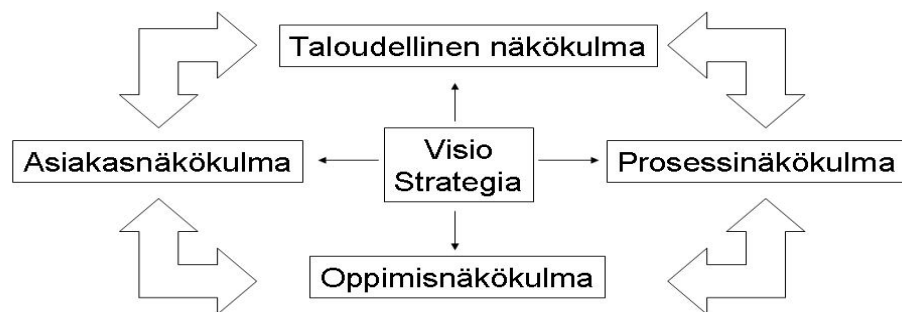 Taloudellinen näkökulma
Asiakasnäkökulma
Visio
Strategia
Prosessinäkökulma
Oppimisnäkökulma